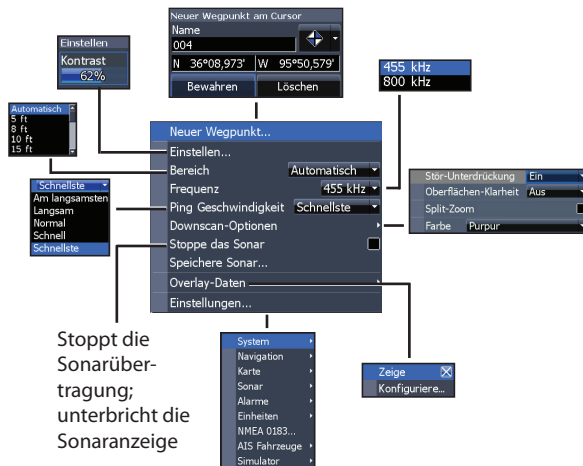 Neuer Wegpunkt am Cursor
Name
004
N 36°08,973' W 95°50,579'
Bewahren Löschen
Einstellen
Kontrast
62%
455 kHz
800 kHz
Automatisch
5 ft
8 ft
10 ft
15 ft
Schnellste
Am langsamsten
Langsam
Normal
Schnell
Schnellste
Neuer Wegpunkt...
Einstellen...
Bereich Automatisch
Frequenz 455 kHz
Ping Geschwindigkeit Schnellste
Downscan-Optionen
Stoppe das Sonar
Speichere Sonar...
Overlay-Daten
Einstellungen...
Stör-Unterdrückung Ein
Oberflächen-Klarheit Aus
Split-Zoom
Farbe Purpur
Stoppt die
Sonarüber-
tragung;
unterbricht die
Sonaranzeige
System
Navigation
Karte
Sonar
Alarme
Einheiten
NMEA 0183...
AIS Fahrzeuge
Simulator
Zeige
Konfiguriere...